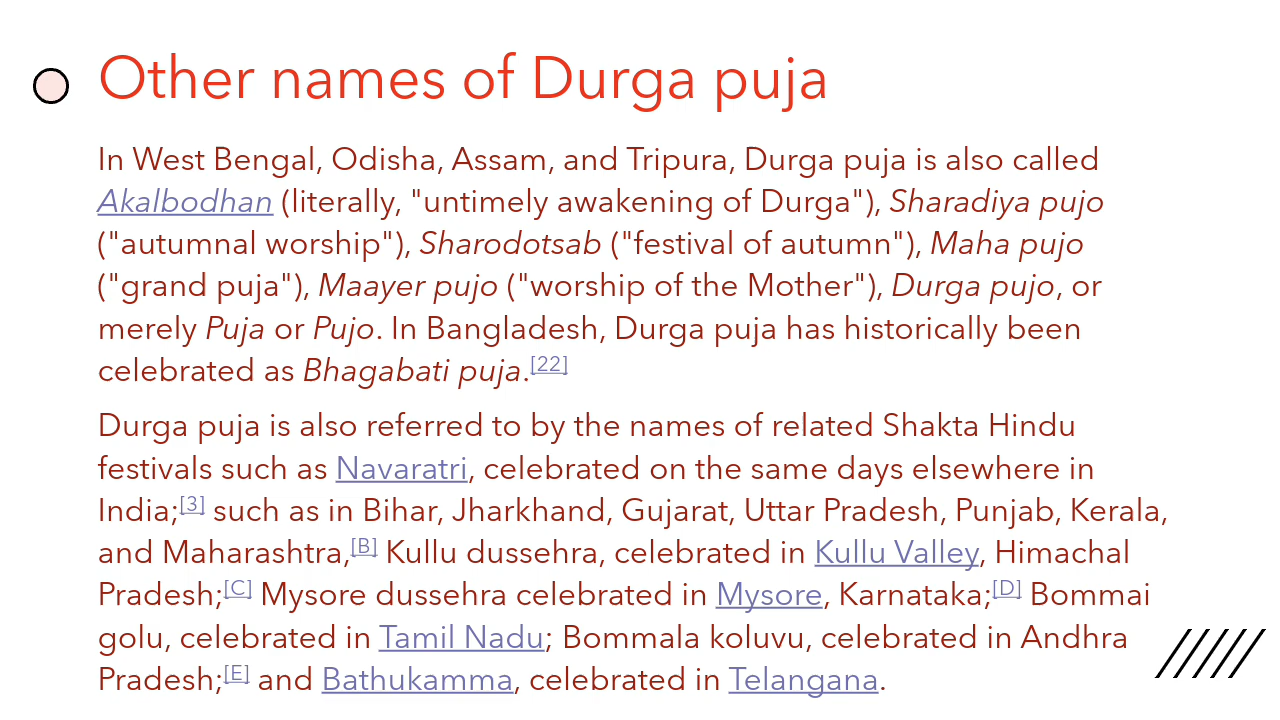 Other names of Durga puja
In West Bengal, Odisha, Assam, and Tripura, Durga puja is also called
Akalbodhan (literally, "untimely awakening of Durga"), Sharadiya pujo
("autumnal worship"), Sharodotsab ("festival of autumn"), Maha pujo
("grand puja"), Maayer pujo ("worship of the Mother"), Durga pujo, or
merely Puja or Pujo. In Bangladesh, Durga puja has historically been
celebrated as Bhagabati puja.[22]
Durga puja is also referred to by the names of related Shakta Hindu
festivals such as Navaratri, celebrated on the same days elsewhere in
India;[3] such as in Bihar, Jharkhand, Gujarat, Uttar Pradesh, Punjab, Kerala,
and Maharashtra,[B] Kullu dussehra, celebrated in Kullu Valley, Himachal
Pradesh;[C] Mysore dussehra celebrated in Mysore, Karnataka;[D] Bommai
golu, celebrated in Tamil Nadu; Bommala koluvu, celebrated in Andhra
Pradesh;[E] and Bathukamma, celebrated in Telangana.